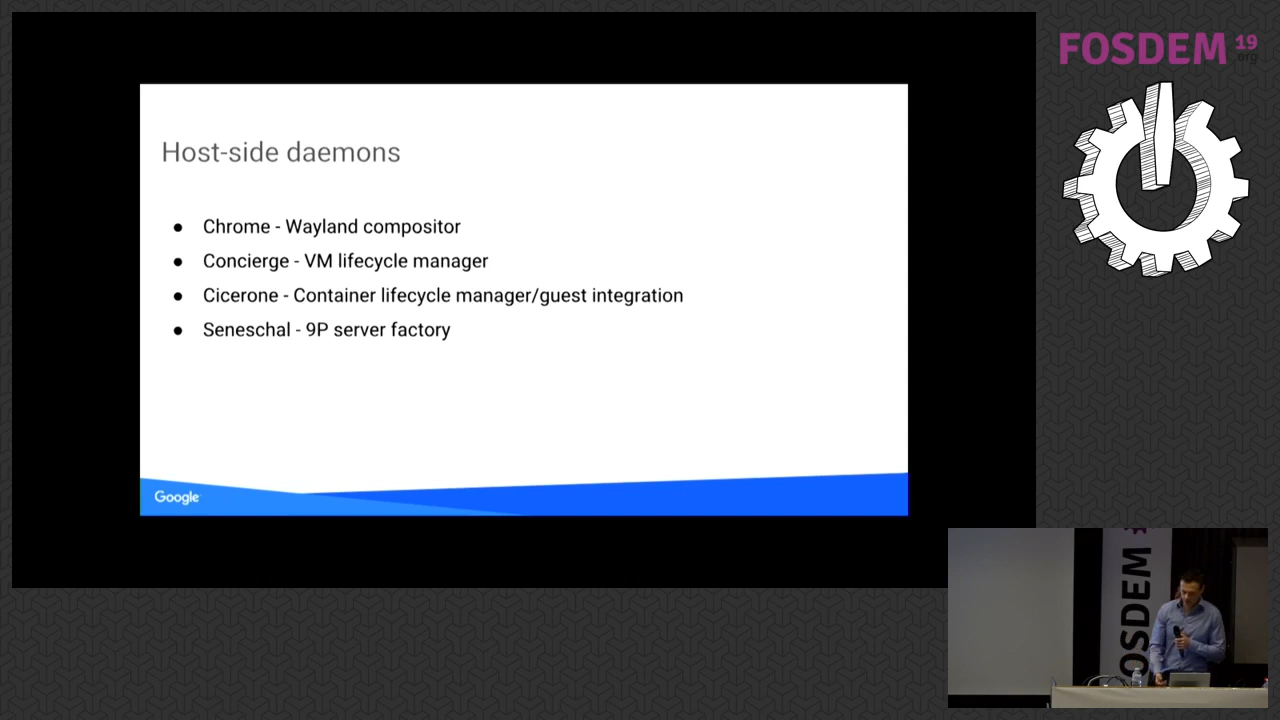 FOSDEM 19
.org
Host-side daemons
● Chrome - Wayland compositor
● Concierge - VM lifecycle manager
● Cicerone - Container lifecycle manager/guest integration
● Seneschal - 9P server factory
Google
OSDEM